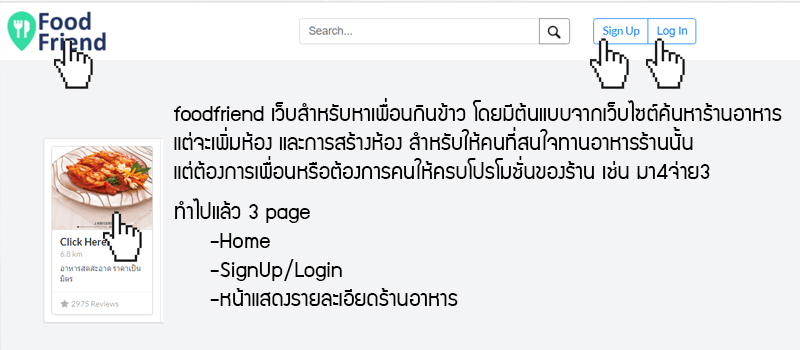 Food
Friend
Search...
Sign Up
Log In
foodfriend เว็บสำหรับหาเพื่อนกินข้าว โดยมีต้นแบบจากเว็บไซต์ค้นหาร้านอาหาร
แต่จะเพิ่มห้อง และการสร้างห้อง สำหรับให้คนที่สนใจทานอาหารร้านนั้น
แต่ต้องการเพื่อนหรือต้องการคนให้ครบโปรโมชั่นของร้าน เช่น มา4จ่าย3
ทำไปแล้ว 3 page
-Home
-SignUp/Login
-หน้าแสดงรายละเอียดร้านอาหาร
Click Here
6.8 km
อาหารสดสะอาด ราคาเป็น
มิตร
2975 Reviews